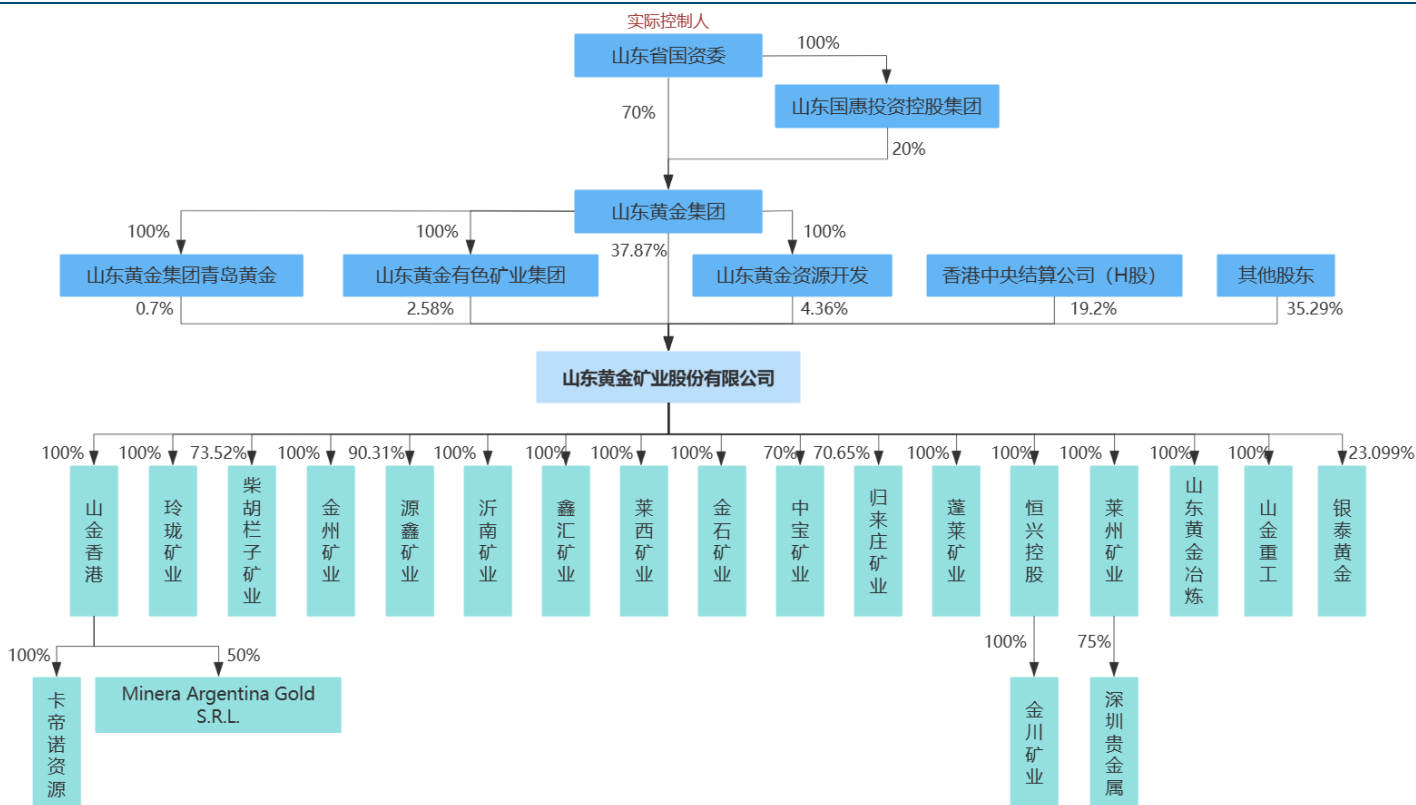 实际控制人
山东省国资委
100%
山东国惠投资控股集团
70%
20%
山东黄金集团
100%
100%
37.87%
100%
山东黄金集团青岛黄金
山东黄金有色矿业集团
山东黄金资源开发
香港中央结算公司（H股）
其他股东
0.7%
2.58%
4.36%
19.2%
35.29%
山东黄金矿业股份有限公司
100%
100%
73.52%
100%
90.31%
100%
100%
100%
100%
70%
70.65%
100%
100%
100%
100%
100%
23.099%
山金香港
玲珑矿业
柴胡栏子矿业
金州矿业
源鑫矿业
沂南矿业
鑫汇矿业
莱西矿业
金石矿业
中宝矿业
归来庄矿业
蓬莱矿业
恒兴控股
莱州矿业
山东黄金冶炼
山金重工
银泰黄金
100%
50%
100%
75%
卡帝诺资源
Minera Argentina Gold
S.R.L.
金川矿业
深圳贵金属